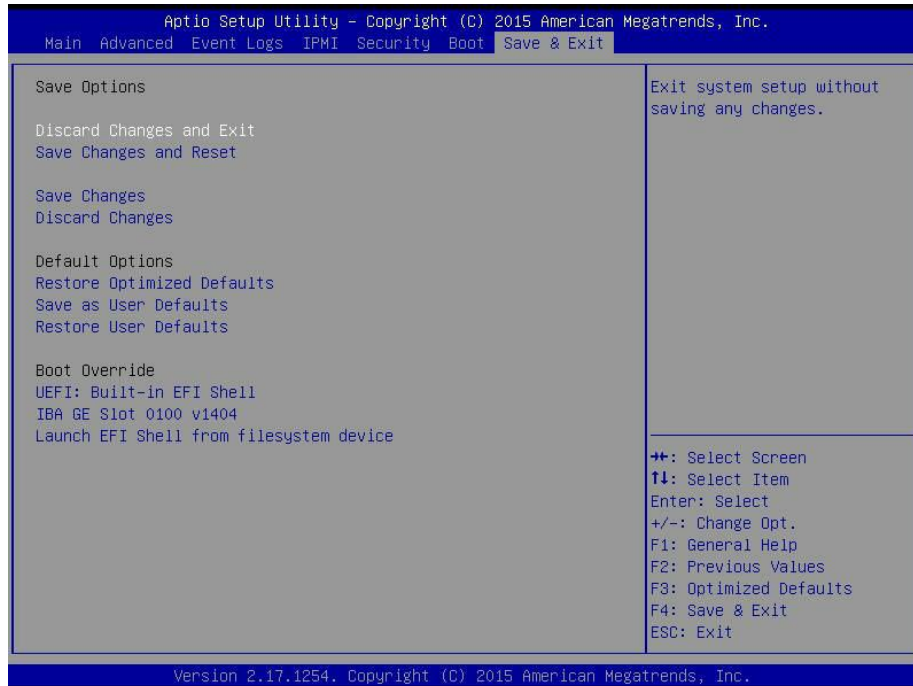 Aptio Setup Utility – Copyright (C) 2015 American Megatrends, Inc.
Main Advanced Event Logs IPMI Security Boot Save & Exit
Save Options
Discard Changes and Exit
Save Changes and Reset
Save Changes
Discard Changes
Default Options
Restore Optimized Defaults
Save as User Defaults
Restore User Defaults
Boot Override
UEFI: Built-in EFI Shell
IBA GE Slot 0100 v1404
Launch EFI Shell from filesystem device
Exit system setup without
saving any changes.
→←: Select Screen
↑↓: Select Item
Enter: Select
+/-: Change Opt.
F1: General Help
F2: Previous Values
F3: Optimized Defaults
F4: Save & Exit
ESC: Exit
Version 2.17.1254. Copyright (C) 2015 American Megatrends, Inc.